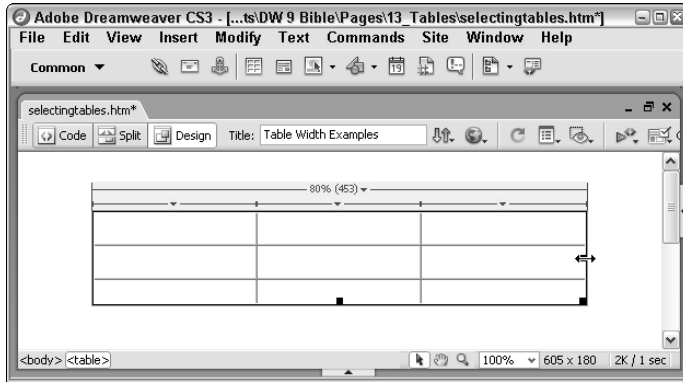 Adobe Dreamweaver CS3 - [...ts\DW 9 Bible\Pages\13_Tables\selectingtables.htm*]
File Edit View Insert Modify Text Commands Site Window Help
Common
selectingtables.htm*
Code Split Design Title: Table Width Examples
80% (453)
<body> <table> 100% 605 x 180 2K / 1 sec